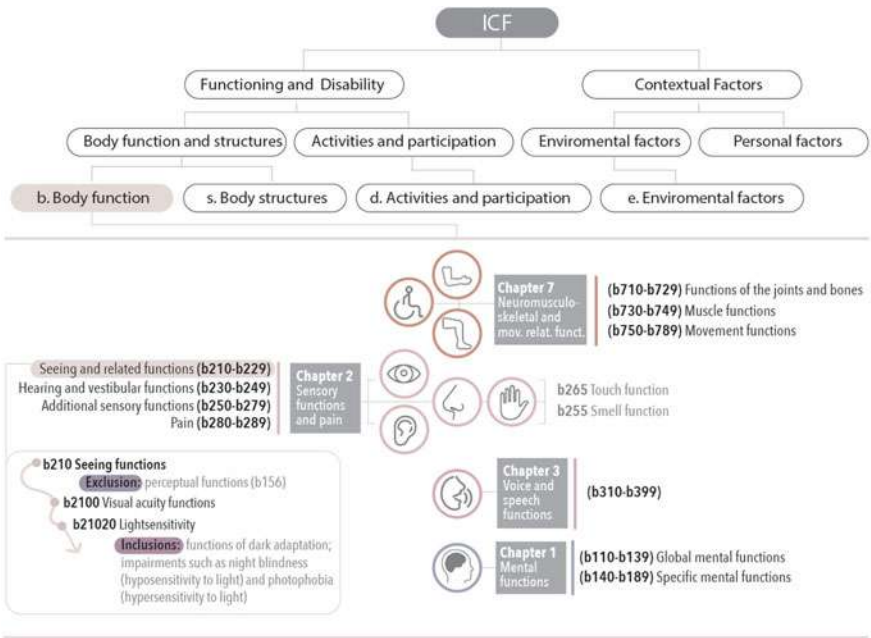 ICF
Functioning and Disability
Contextual Factors
Body function and structures
Activities and participation
Enviromental factors
Personal factors
b. Body function
s. Body structures
d. Activities and participation
e. Enviromental factors
Chapter 7
Neuromusculo-
skeletal and
mov. relat. funct.
(b710-b729) Functions of the joints and bones
(b730-b749) Muscle functions
(b750-b789) Movement functions
Seeing and related functions (b210-b229)
Hearing and vestibular functions (b230-b249)
Additional sensory functions (b250-b279)
Pain (b280-b289)
Chapter 2
Sensory
functions
and pain
b265 Touch function
b255 Smell function
b210 Seeing functions
Exclusion: perceptual functions (b156)
b2100 Visual acuity functions
b21020 Lightsensitivity
Inclusions: functions of dark adaptation;
impairments such as night blindness
(hyposensitivity to light) and photophobia
(hypersensitivity to light)
Chapter 3
Voice and
speech
functions
(b310-b399)
Chapter 1
Mental
functions
(b110-b139) Global mental functions
(b140-b189) Specific mental functions